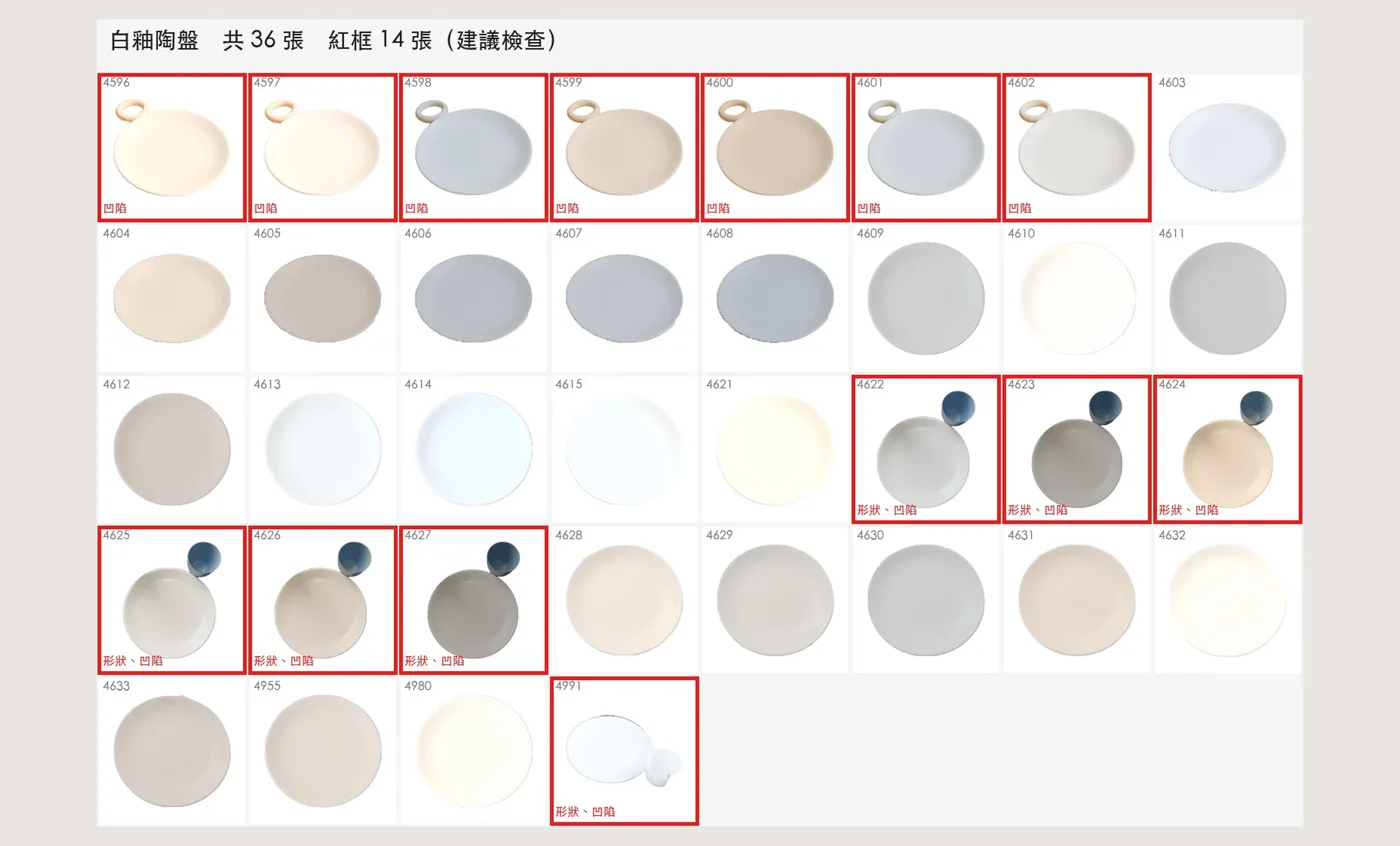 白釉陶盤　共 36 張　紅框 14 張（建議檢查）
4596 4597 4598 4599 4600 4601 4602 4603
凹陷 凹陷 凹陷 凹陷 凹陷 凹陷 凹陷
4604 4605 4606 4607 4608 4609 4610 4611
4612 4613 4614 4615 4621 4622 4623 4624
形狀、凹陷 形狀、凹陷 形狀、凹陷
4625 4626 4627 4628 4629 4630 4631 4632
形狀、凹陷 形狀、凹陷 形狀、凹陷
4633 4955 4980 4991
形狀、凹陷